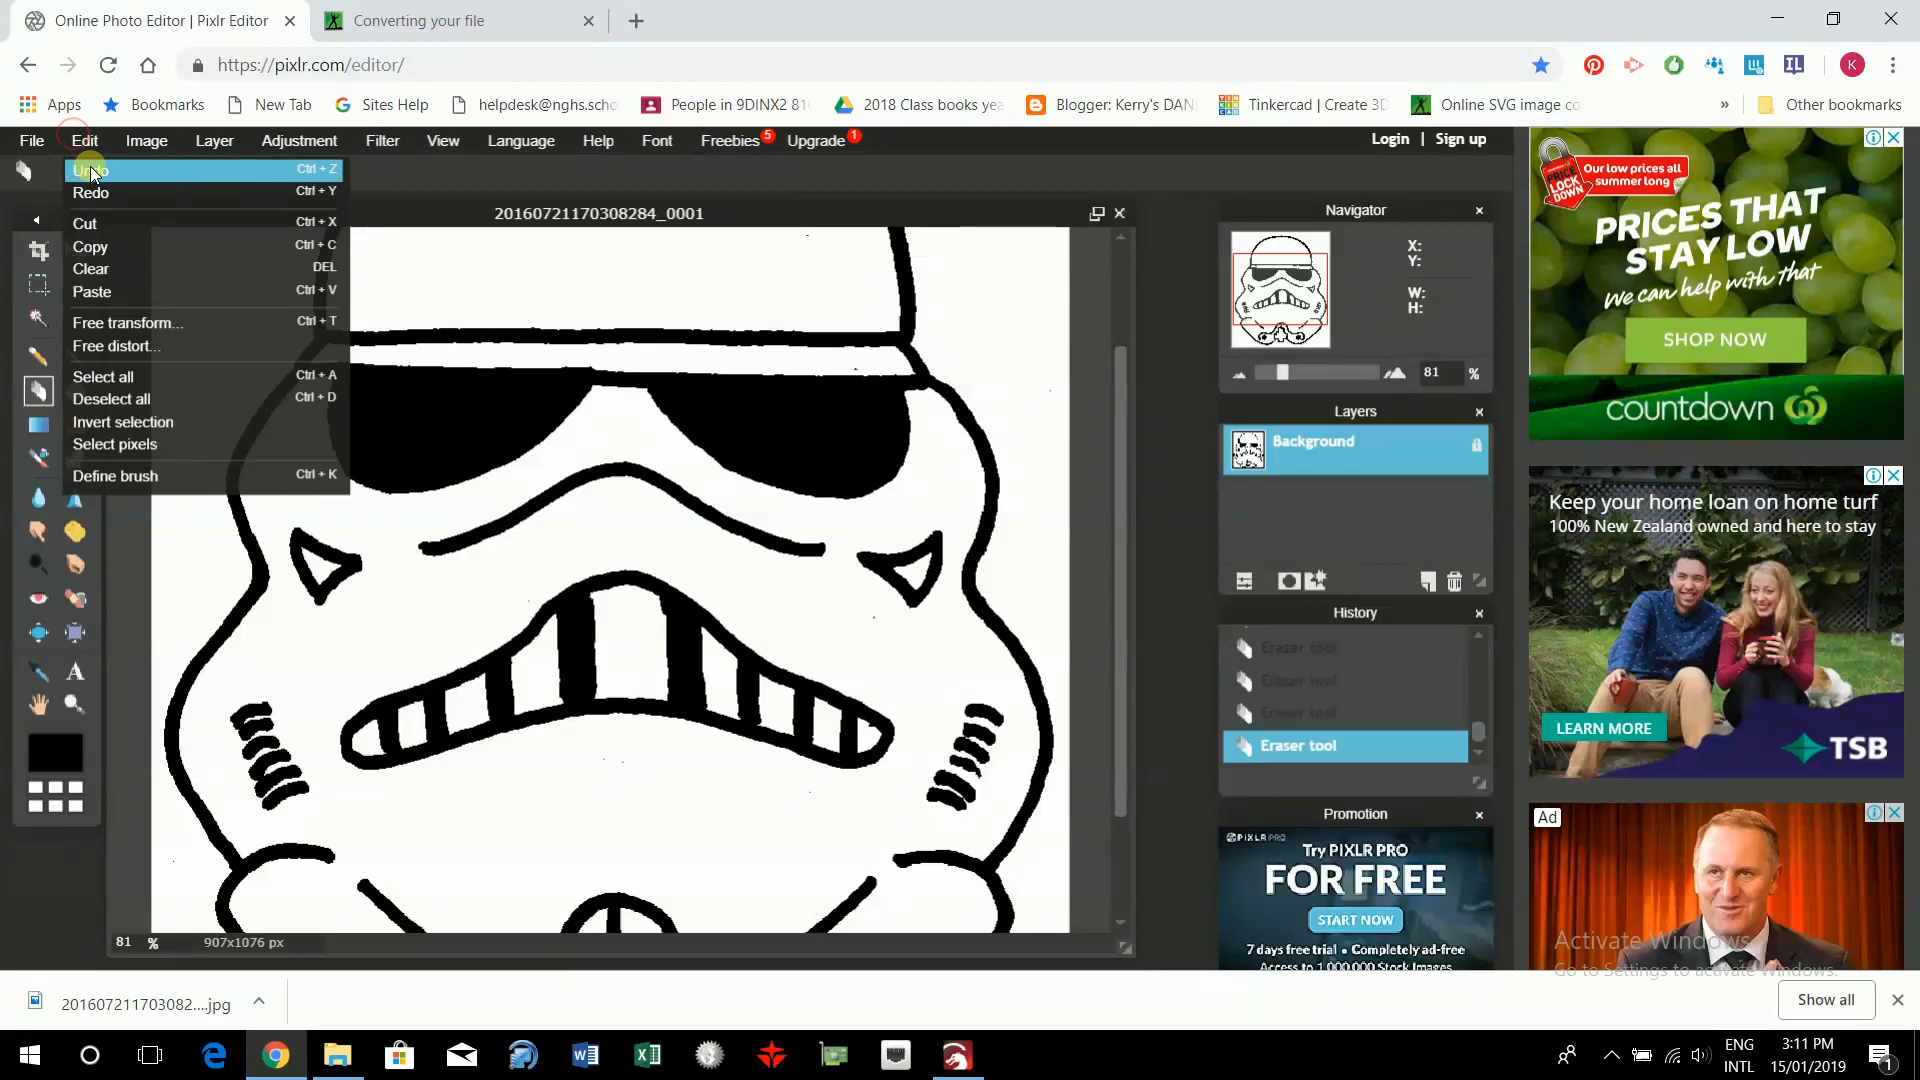 Online Photo Editor | Pixlr Editor
Converting your file
https://pixlr.com/editor/
Apps
Bookmarks
New Tab
Sites Help
helpdesk@nghs.scho
People in 9DINX2 810
2018 Class books yea
Blogger: Kerry's DAN
Tinkercad | Create 3D
Online SVG image co
Other bookmarks
File
Edit
Image
Layer
Adjustment
Filter
View
Language
Help
Font
Freebies 5
Upgrade 1
Login | Sign up
Undo Ctrl + Z
Redo Ctrl + Y
Cut Ctrl + X
Copy Ctrl + C
Clear DEL
Paste Ctrl + V
Free transform... Ctrl + T
Free distort...
Select all Ctrl + A
Deselect all Ctrl + D
Invert selection
Select pixels
Define brush Ctrl + K
20160721170308284_0001
81 % 907x1076 px
Navigator
X:
Y:
W:
H:
81 %
Layers
Background
History
Eraser tool
Eraser tool
Eraser tool
Eraser tool
Promotion
PIXLR PRO
Try PIXLR PRO
FOR FREE
START NOW
7 days free trial • Completely ad-free
Access to 1,000,000 Stock Images
PRICE LOCK DOWN
Our low prices all summer long
PRICES THAT
STAY LOW
We can help with that
SHOP NOW
countdown
Keep your home loan on home turf
100% New Zealand owned and here to stay
LEARN MORE
TSB
Ad
Activate Windows
Go to Settings to activate Windows.
201607211703082....jpg
Show all
ENG
INTL
3:11 PM
15/01/2019
1